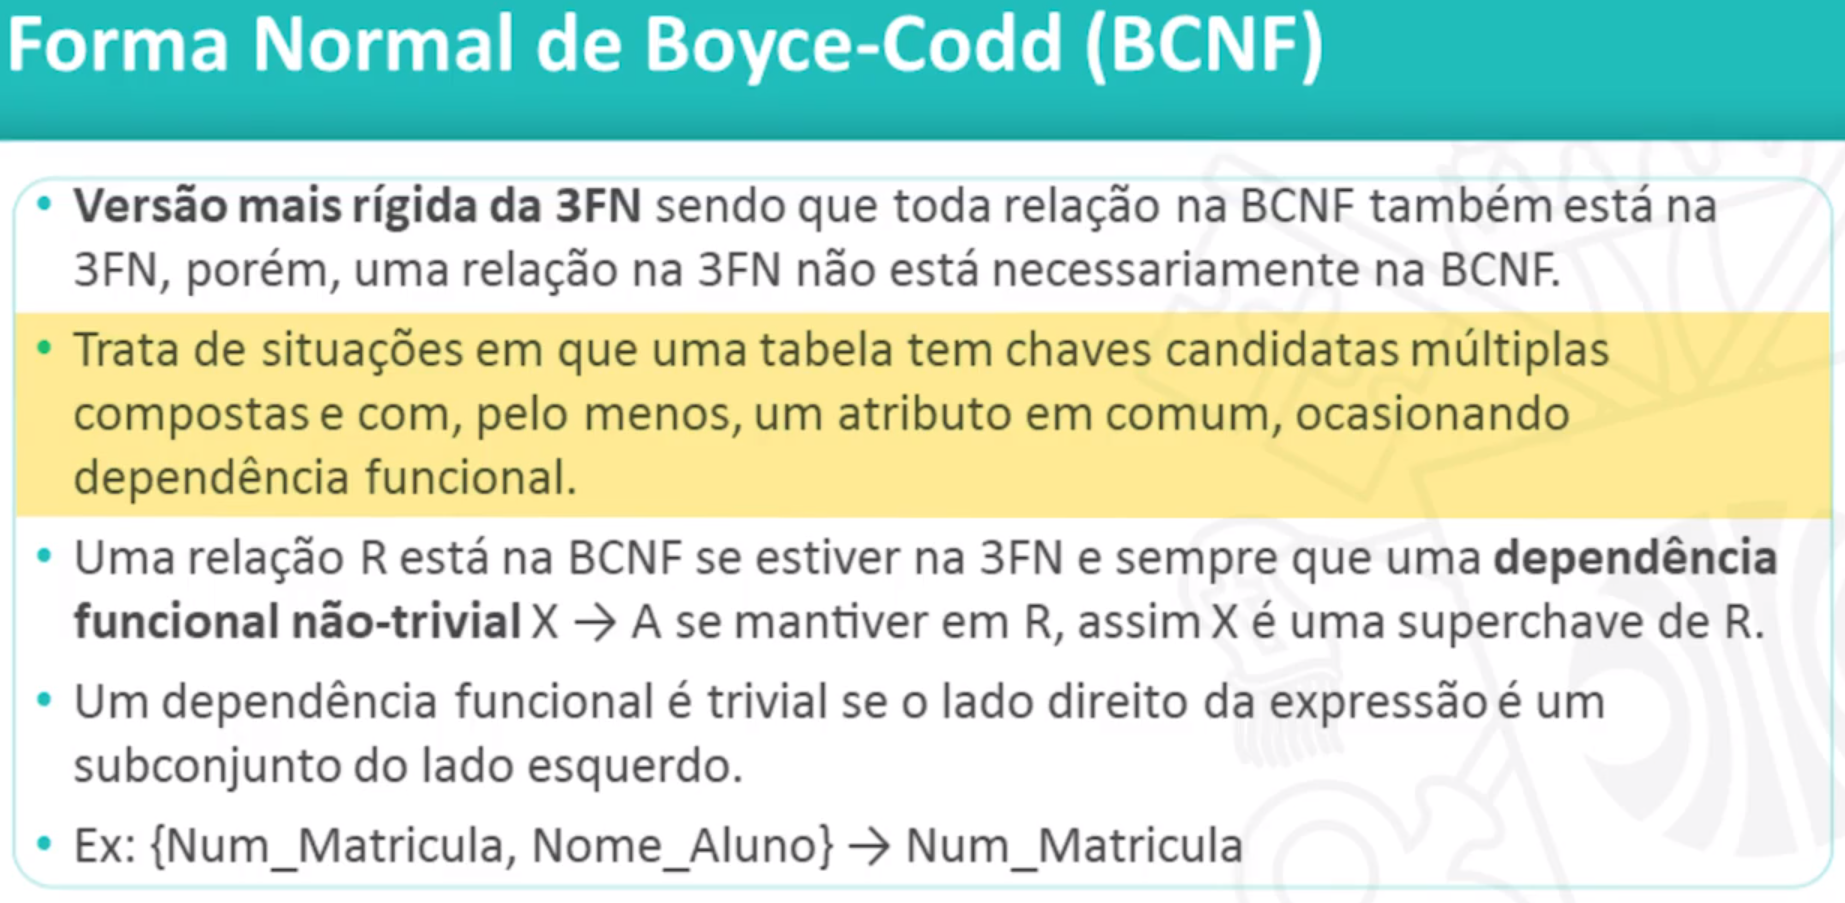 Forma Normal de Boyce-Codd (BCNF)
• Versão mais rígida da 3FN sendo que toda relação na BCNF também está na
3FN, porém, uma relação na 3FN não está necessariamente na BCNF.
• Trata de situações em que uma tabela tem chaves candidatas múltiplas
compostas e com, pelo menos, um atributo em comum, ocasionando
dependência funcional.
• Uma relação R está na BCNF se estiver na 3FN e sempre que uma dependência
funcional não-trivial X → A se mantiver em R, assim X é uma superchave de R.
• Um dependência funcional é trivial se o lado direito da expressão é um
subconjunto do lado esquerdo.
• Ex: {Num_Matricula, Nome_Aluno} → Num_Matricula